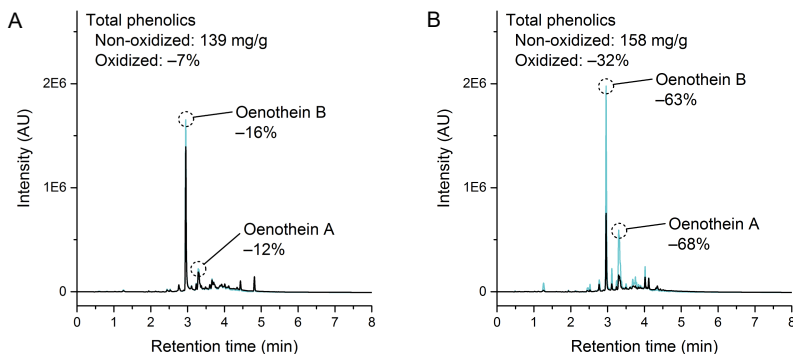 A
Total phenolics
Non-oxidized: 139 mg/g
Oxidized: –7%
Oenothein B
–16%
Oenothein A
–12%
2E6
1E6
0
Intensity (AU)
0 1 2 3 4 5 6 7 8
Retention time (min)
B
Total phenolics
Non-oxidized: 158 mg/g
Oxidized: –32%
Oenothein B
–63%
Oenothein A
–68%
2E6
1E6
0
Intensity (AU)
0 1 2 3 4 5 6 7 8
Retention time (min)